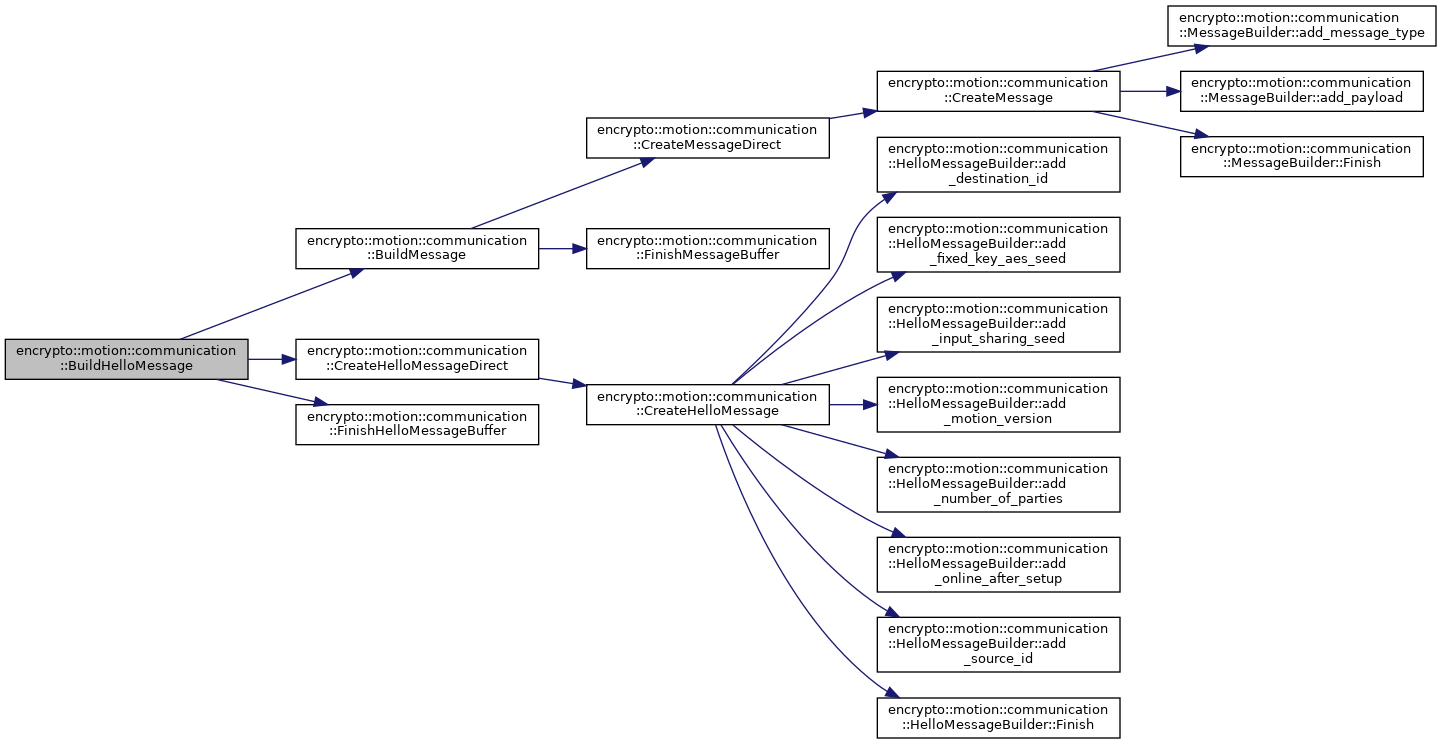 encrypto::motion::communication
::BuildHelloMessage
encrypto::motion::communication
::BuildMessage
encrypto::motion::communication
::CreateHelloMessageDirect
encrypto::motion::communication
::FinishHelloMessageBuffer
encrypto::motion::communication
::CreateMessageDirect
encrypto::motion::communication
::FinishMessageBuffer
encrypto::motion::communication
::CreateHelloMessage
encrypto::motion::communication
::CreateMessage
encrypto::motion::communication
::HelloMessageBuilder::add
_destination_id
encrypto::motion::communication
::HelloMessageBuilder::add
_fixed_key_aes_seed
encrypto::motion::communication
::HelloMessageBuilder::add
_input_sharing_seed
encrypto::motion::communication
::HelloMessageBuilder::add
_motion_version
encrypto::motion::communication
::HelloMessageBuilder::add
_number_of_parties
encrypto::motion::communication
::HelloMessageBuilder::add
_online_after_setup
encrypto::motion::communication
::HelloMessageBuilder::add
_source_id
encrypto::motion::communication
::HelloMessageBuilder::Finish
encrypto::motion::communication
::MessageBuilder::add_message_type
encrypto::motion::communication
::MessageBuilder::add_payload
encrypto::motion::communication
::MessageBuilder::Finish